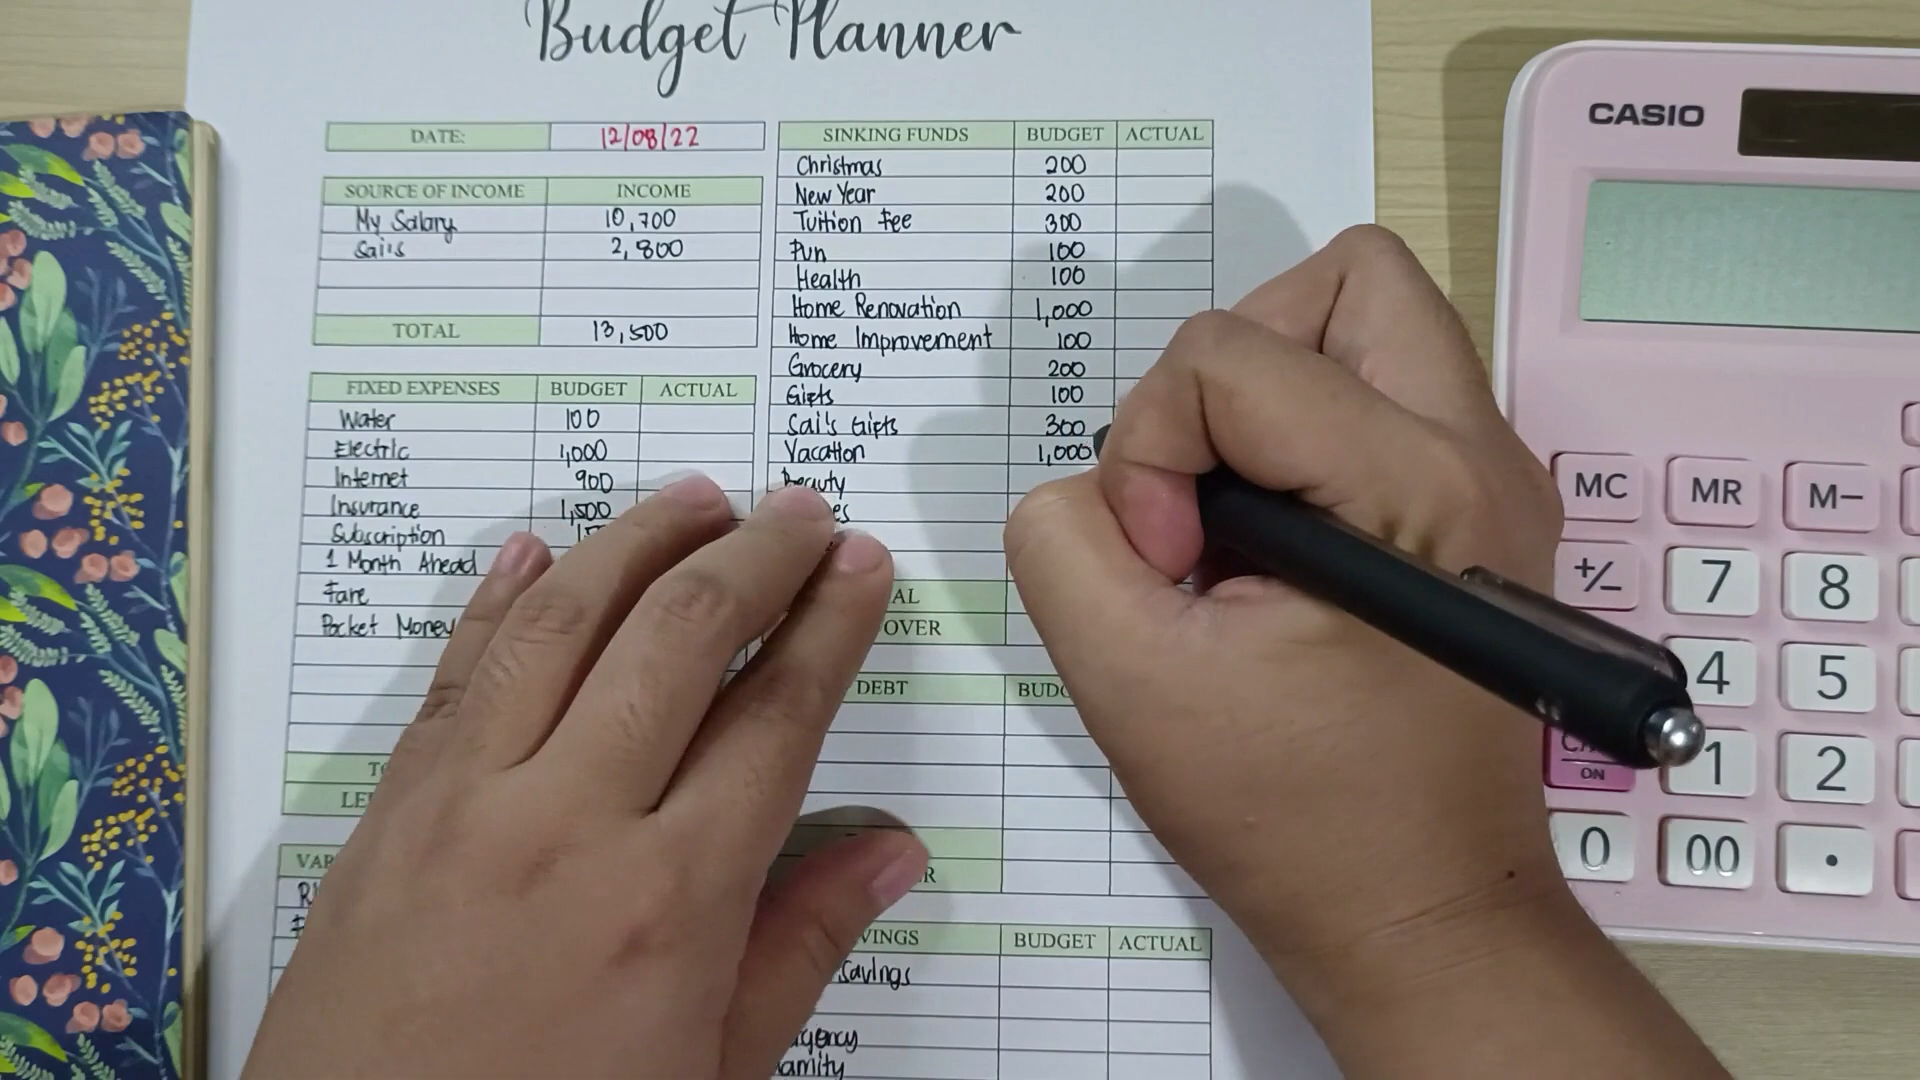 Budget Planner
DATE: 12/08/22
SOURCE OF INCOME INCOME
My Salary 10,700
Sai's 2,800
TOTAL 13,500
FIXED EXPENSES BUDGET ACTUAL
Water 100
Electric 1,000
Internet 900
Insurance 1,500
Subscription
1 Month Ahead
Fare
Pocket Money
SINKING FUNDS BUDGET ACTUAL
Christmas 200
New Year 200
Tuition Fee 300
Fun 100
Health 100
Home Renovation 1,000
Home Improvement 100
Grocery 200
Gifts 100
Sai's Gifts 300
Vacation 1,000
Beauty
OVER
DEBT
BUDGET ACTUAL
Savings
CASIO
MC MR M−
+/− 7 8
4 5
1 2
ON
0 00 .